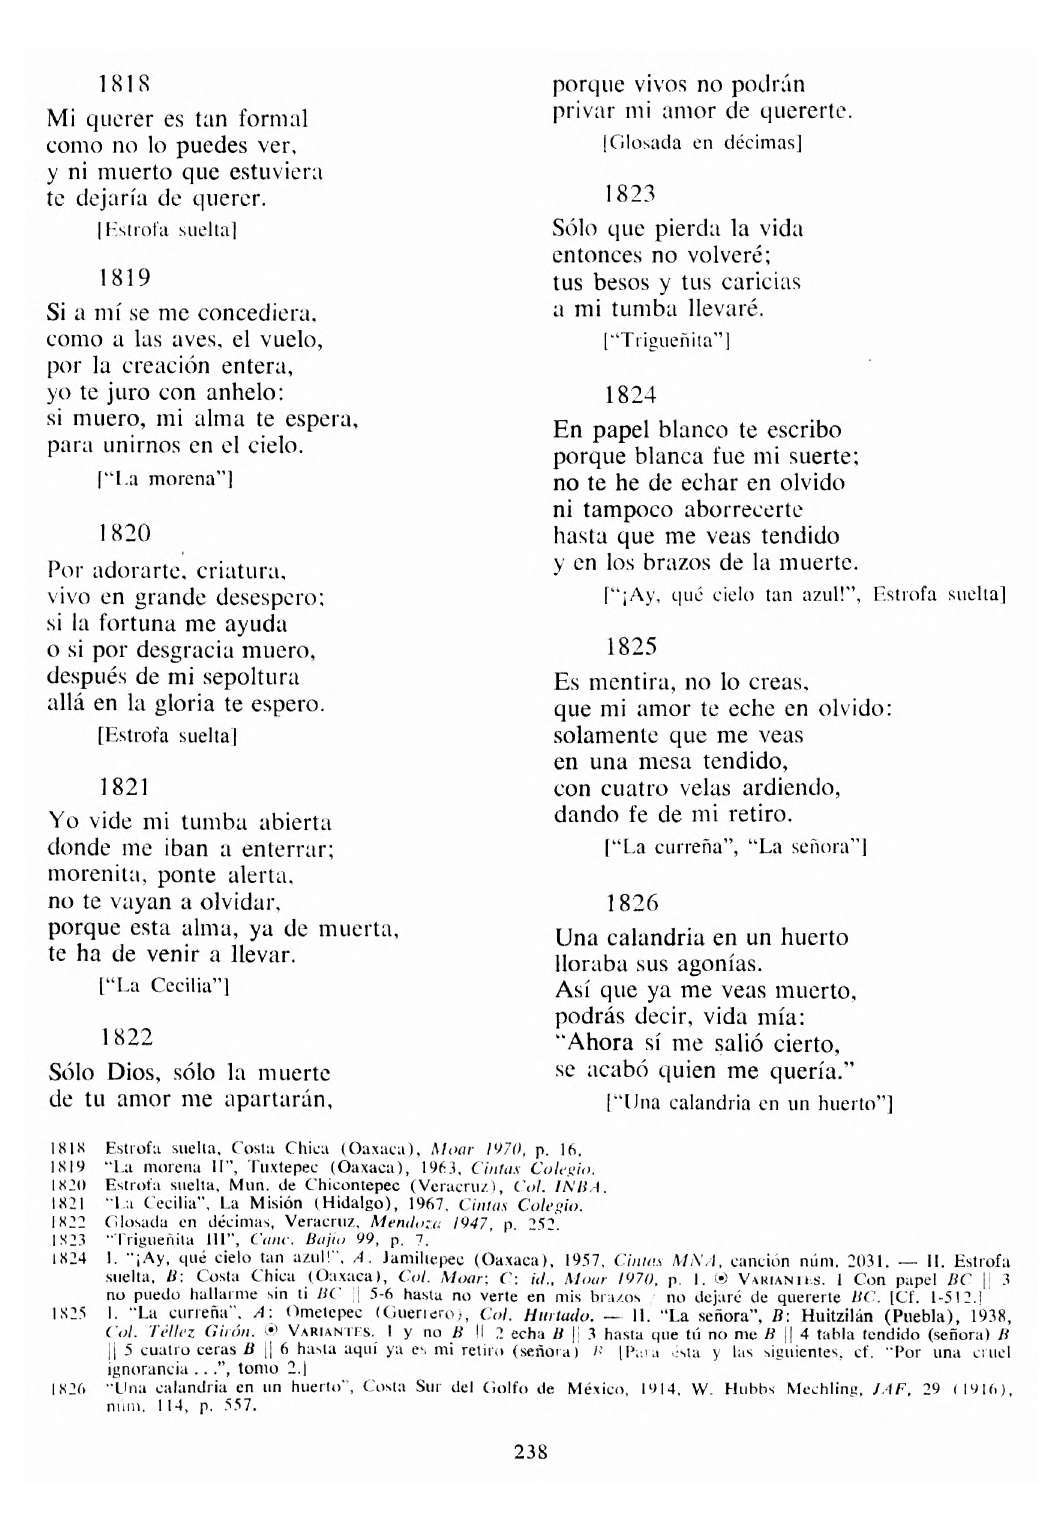 1818
Mi querer es tan formal
como no lo puedes ver,
y ni muerto que estuviera
te dejaría de querer.
[Estrofa suelta]
1819
Si a mí se me concediera,
como a las aves, el vuelo,
por la creación entera,
yo te juro con anhelo:
si muero, mi alma te espera,
para unirnos en el cielo.
[“La morena”]
1820
Por adorarte, criatura,
vivo en grande desespero;
si la fortuna me ayuda
o si por desgracia muero,
después de mi sepoltura
allá en la gloria te espero.
[Estrofa suelta]
1821
Yo vide mi tumba abierta
donde me iban a enterrar;
morenita, ponte alerta,
no te vayan a olvidar,
porque esta alma, ya de muerta,
te ha de venir a llevar.
[“La Cecilia”]
1822
Sólo Dios, sólo la muerte
de tu amor me apartarán,
porque vivos no podrán
privar mi amor de quererte.
[Glosada en décimas]
1823
Sólo que pierda la vida
entonces no volveré;
tus besos y tus caricias
a mi tumba llevaré.
[“Trigueñita”]
1824
En papel blanco te escribo
porque blanca fue mi suerte;
no te he de echar en olvido
ni tampoco aborrecerte
hasta que me veas tendido
y en los brazos de la muerte.
[“¡Ay, qué cielo tan azul!”, Estrofa suelta]
1825
Es mentira, no lo creas,
que mi amor te eche en olvido:
solamente que me veas
en una mesa tendido,
con cuatro velas ardiendo,
dando fe de mi retiro.
[“La curreña”, “La señora”]
1826
Una calandria en un huerto
lloraba sus agonías.
Así que ya me veas muerto,
podrás decir, vida mía:
“Ahora sí me salió cierto,
se acabó quien me quería.”
[“Una calandria en un huerto”]
1818 Estrofa suelta, Costa Chica (Oaxaca), Moar 1970, p. 16.
1819 “La morena II”, Tuxtepec (Oaxaca), 1963, Cintas Colegio.
1820 Estrofa suelta, Mun. de Chicontepec (Veracruz), Col. INBA.
1821 “La Cecilia”, La Misión (Hidalgo), 1967, Cintas Colegio.
1822 Glosada en décimas, Veracruz, Mendoza 1947, p. 252.
1823 “Trigueñita III”, Canc. Bajío 99, p. 7.
1824 I. “¡Ay, qué cielo tan azul!”, A. Jamiltepec (Oaxaca), 1957, Cintas MNA, canción núm. 2031. — II. Estrofa
suelta, B: Costa Chica (Oaxaca), Col. Moar; C: id., Moar 1970, p. 1. ⦿ VARIANTES. 1 Con papel BC || 3
no puedo hallarme sin ti BC || 5-6 hasta no verte en mis brazos / no dejaré de quererte BC. [Cf. 1-512.]
1825 I. “La curreña”, A: Ometepec (Guerrero), Col. Hurtado. — II. “La señora”, B: Huitzilán (Puebla), 1938,
Col. Téllez Girón. ⦿ VARIANTES. 1 y no B || 2 echa B || 3 hasta que tú no me B || 4 tabla tendido (señora) B
|| 5 cuatro ceras B || 6 hasta aquí ya es mi retiro (señora) B [Para ésta y las siguientes, cf. “Por una cruel
ignorancia . . .”, tomo 2.]
1826 “Una calandria en un huerto”, Costa Sur del Golfo de México, 1914, W. Hubbs Mechling, JAF, 29 (1916),
núm. 114, p. 557.
238